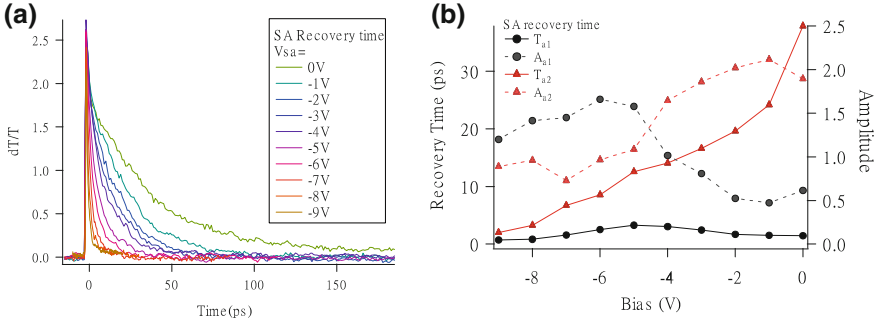 (a)
2.5
2.0
1.5
1.0
0.5
0.0
dT/T
0
50
100
150
Time(ps)
SA Recovery time
Vsa=
0V
-1V
-2V
-3V
-4V
-5V
-6V
-7V
-8V
-9V
(b)
SA recovery time
Ta1
Aa1
Ta2
Aa2
30
20
10
0
Recovery Time (ps)
2.5
2.0
1.5
1.0
0.5
0.0
Amplitude
-8
-6
-4
-2
0
Bias (V)